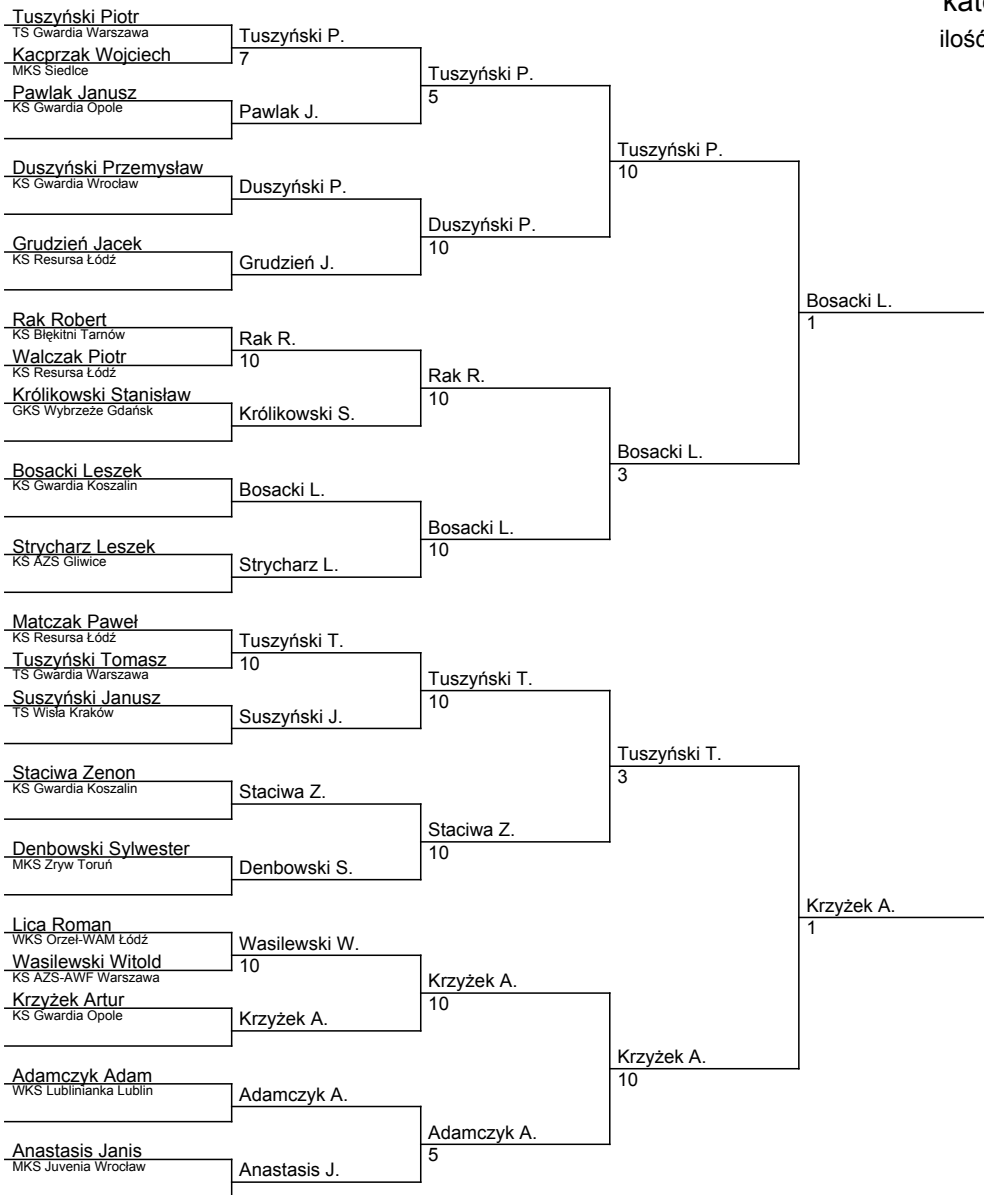 kate
ilość
Tuszyński Piotr
TS Gwardia Warszawa
Kacprzak Wojciech
MKS Siedlce
Pawlak Janusz
KS Gwardia Opole
Duszyński Przemysław
KS Gwardia Wrocław
Grudzień Jacek
KS Resursa Łódź
Rak Robert
KS Błękitni Tarnów
Walczak Piotr
KS Resursa Łódź
Królikowski Stanisław
GKS Wybrzeże Gdańsk
Bosacki Leszek
KS Gwardia Koszalin
Strycharz Leszek
KS AZS Gliwice
Matczak Paweł
KS Resursa Łódź
Tuszyński Tomasz
TS Gwardia Warszawa
Suszyński Janusz
TS Wisła Kraków
Staciwa Zenon
KS Gwardia Koszalin
Denbowski Sylwester
MKS Zryw Toruń
Lica Roman
WKS Orzeł-WAM Łódź
Wasilewski Witold
KS AZS-AWF Warszawa
Krzyżek Artur
KS Gwardia Opole
Adamczyk Adam
WKS Lublinianka Lublin
Anastasis Janis
MKS Juvenia Wrocław
Tuszyński P.
7
Pawlak J.
Duszyński P.
Grudzień J.
Rak R.
10
Królikowski S.
Bosacki L.
Strycharz L.
Tuszyński T.
10
Suszyński J.
Staciwa Z.
Denbowski S.
Wasilewski W.
10
Krzyżek A.
Adamczyk A.
Anastasis J.
Tuszyński P.
5
Duszyński P.
10
Rak R.
10
Bosacki L.
10
Tuszyński T.
10
Staciwa Z.
10
Krzyżek A.
10
Adamczyk A.
5
Tuszyński P.
10
Bosacki L.
3
Tuszyński T.
3
Krzyżek A.
10
Bosacki L.
1
Krzyżek A.
1